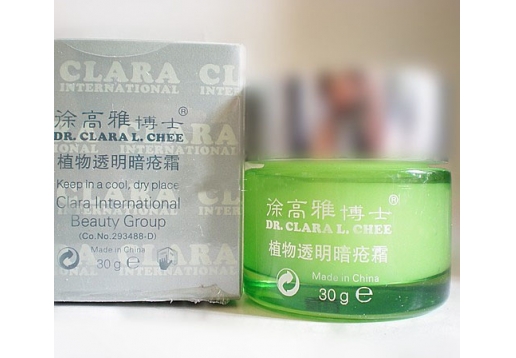 CLARA
INTERNATIONAL
涂高雅博士®
DR. CLARA L. CHEE
植物透明暗疮霜
Keep in a cool, dry place
Clara International
Beauty Group
(Co.No.293488-D)
Made in China
30 g e
涂高雅博士®
DR. CLARA L. CHEE
植物透明暗疮霜
Made in China
30 g e